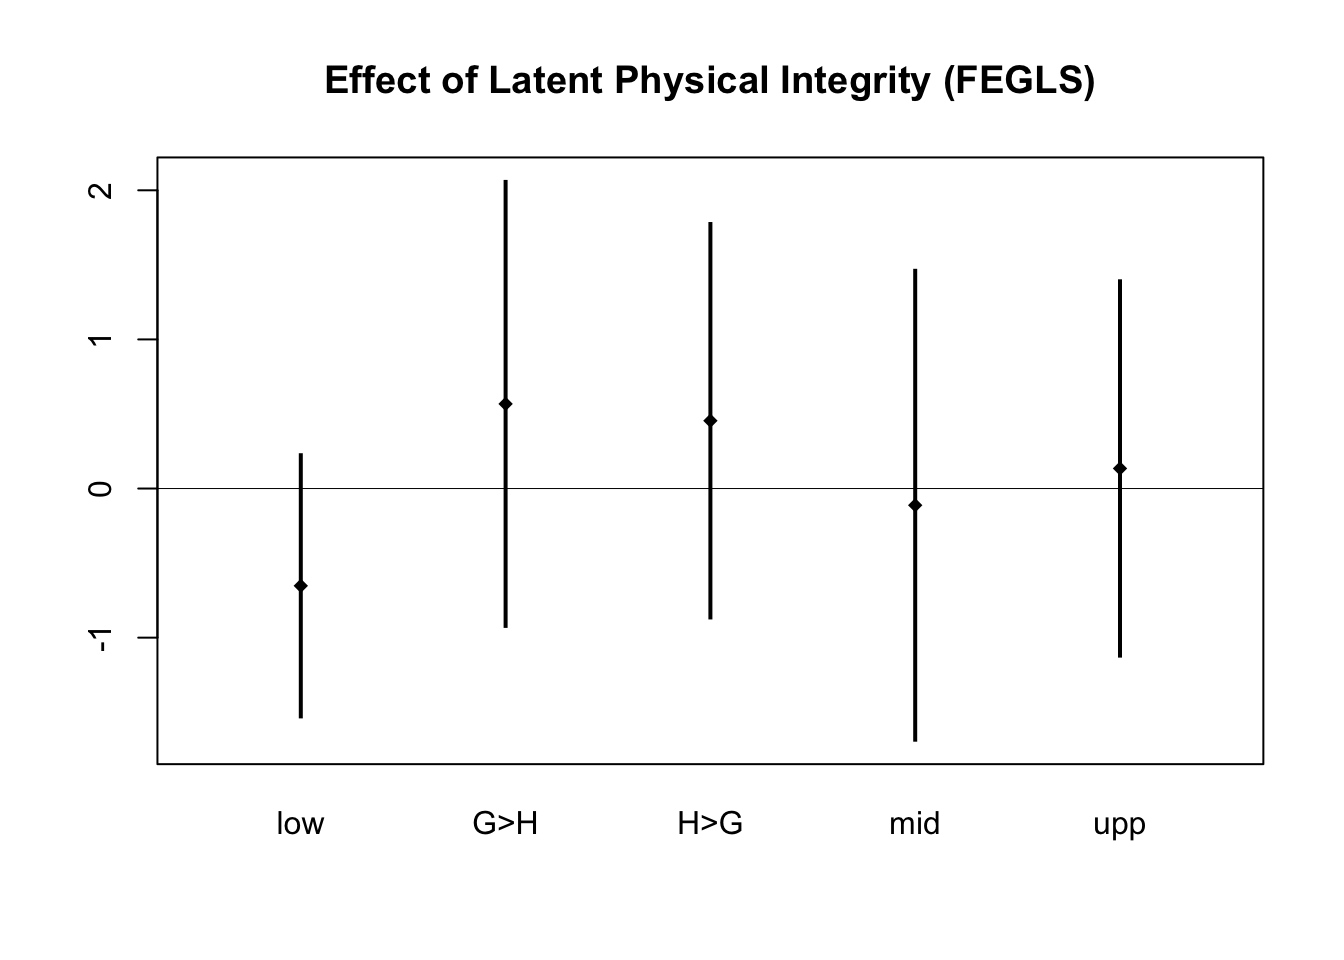 Effect of Latent Physical Integrity (FEGLS)
2
1
0
-1
low G>H H>G mid upp